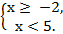 x ≥ −2,
x < 5.